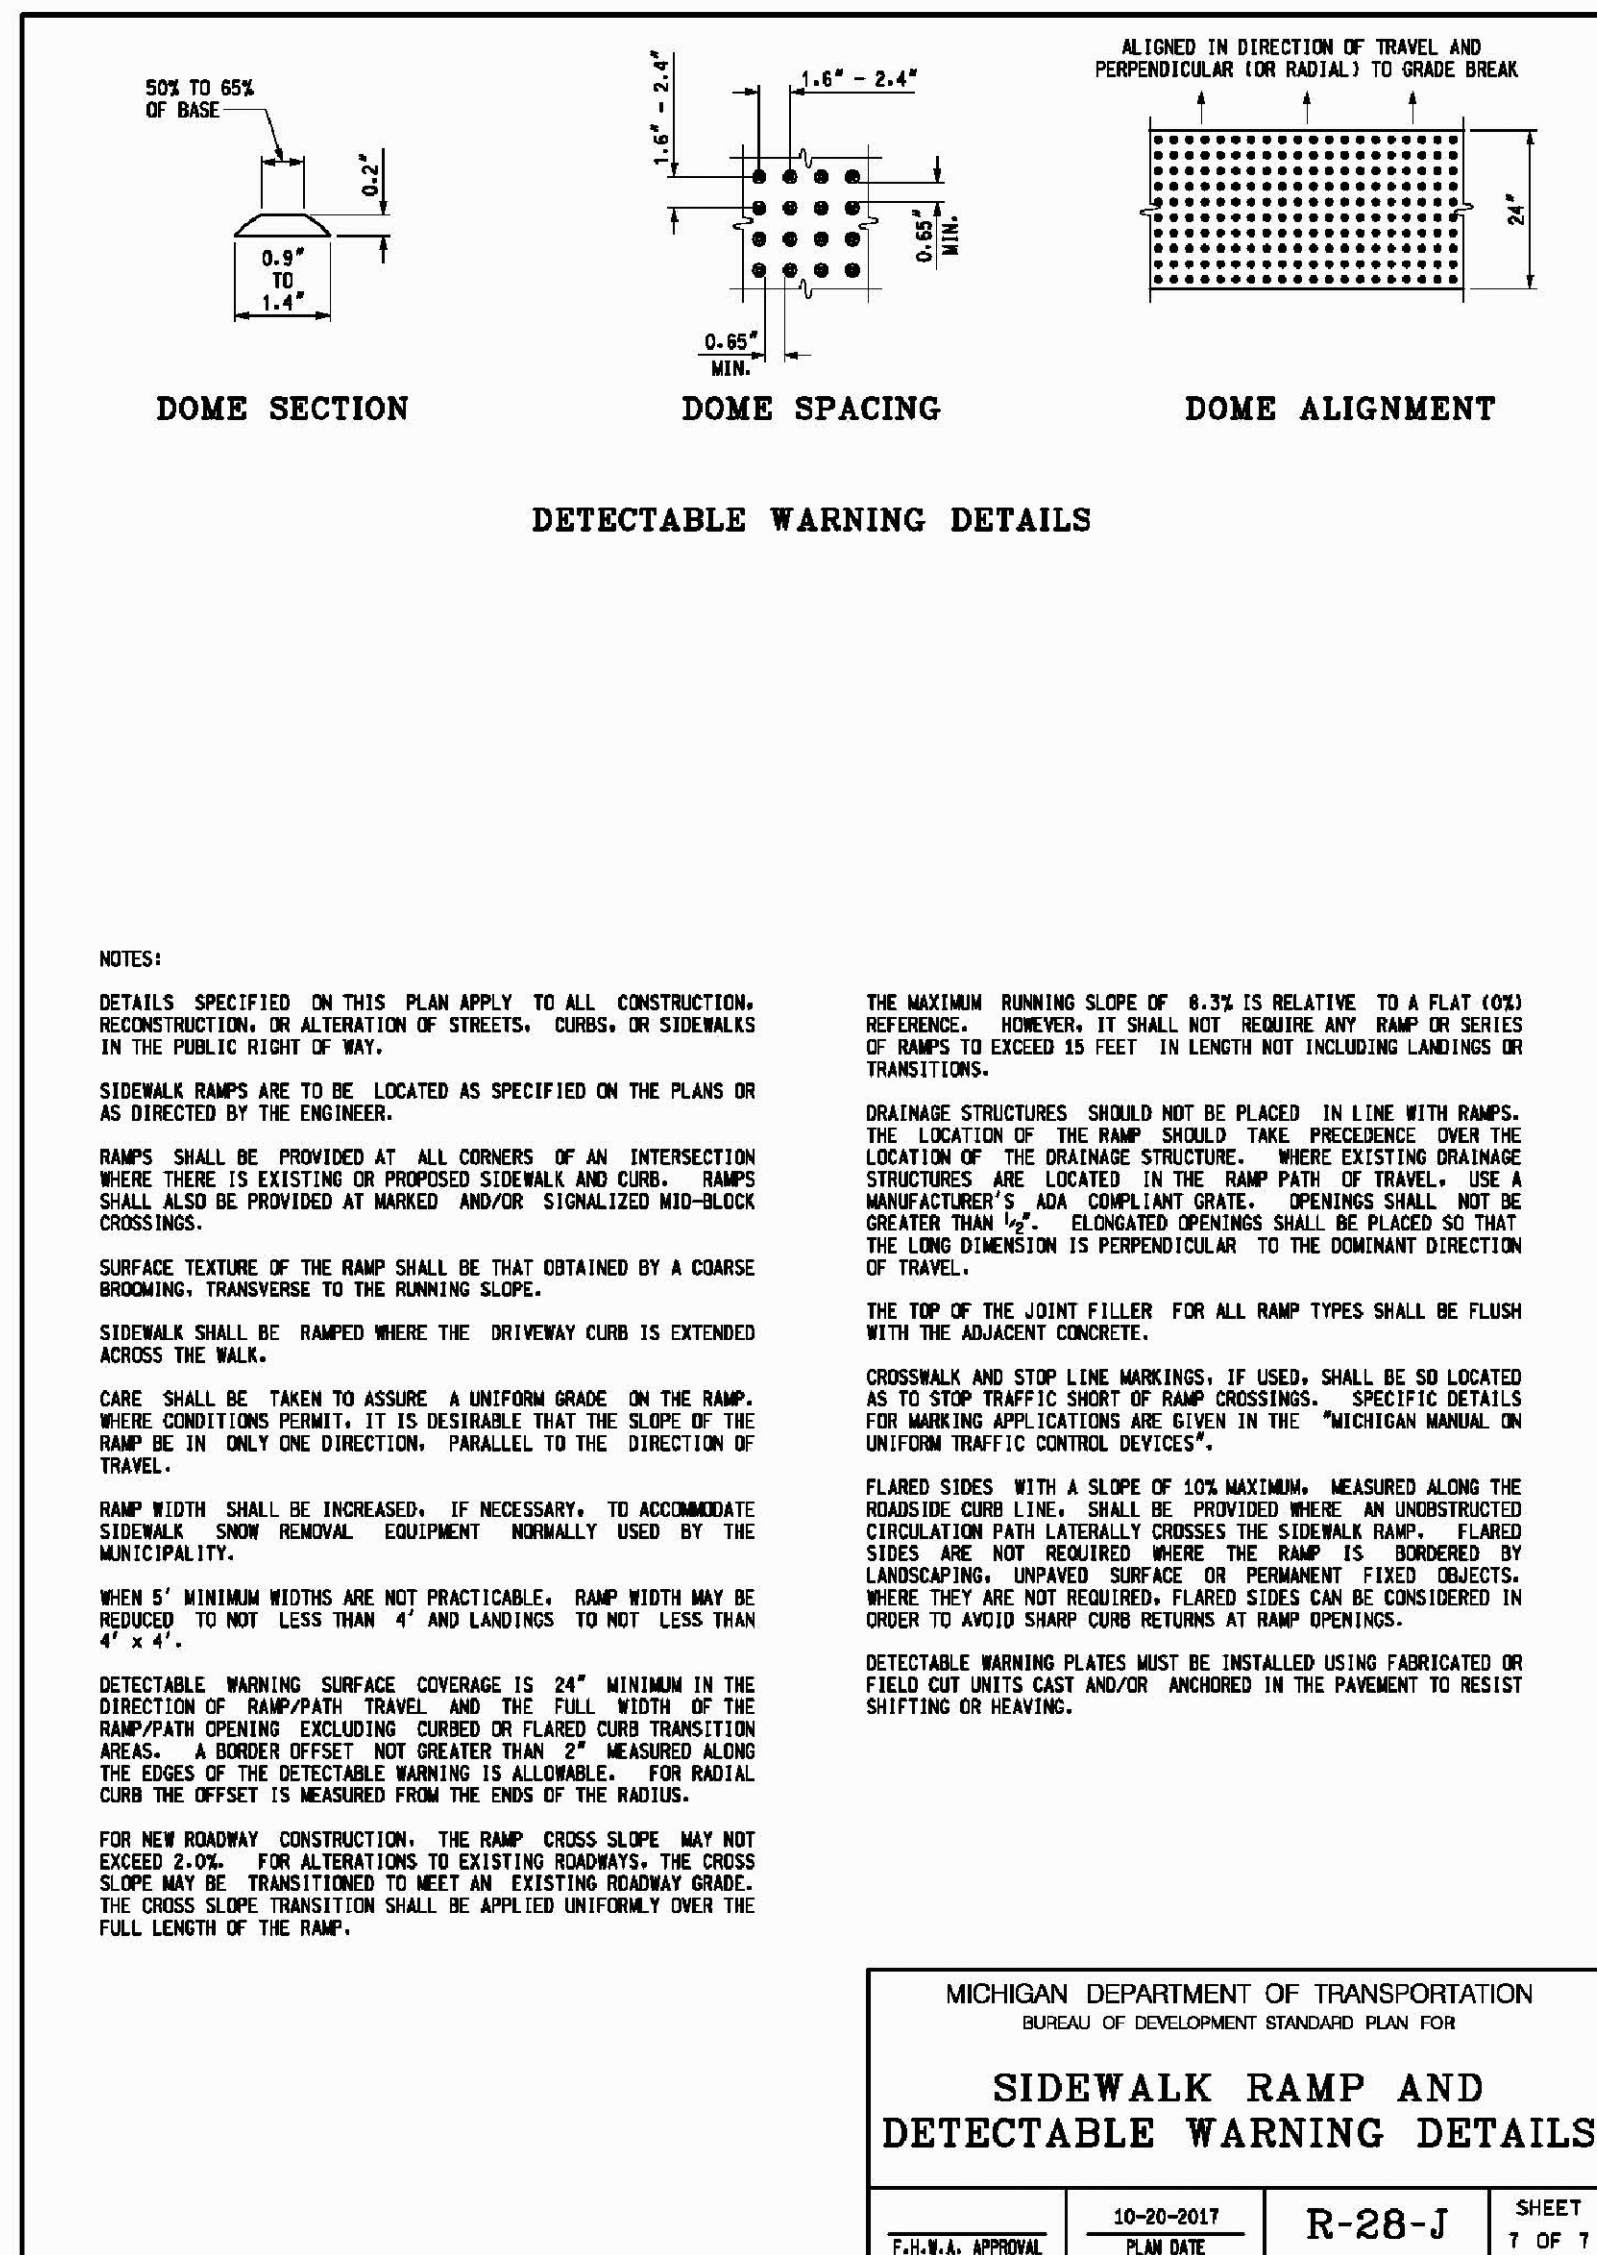 50% TO 65%
OF BASE
0.2"
0.9"
TO
1.4"
DOME SECTION
1.6" - 2.4"
1.6" - 2.4"
0.65"
MIN.
0.65"
MIN.
DOME SPACING
ALIGNED IN DIRECTION OF TRAVEL AND
PERPENDICULAR (OR RADIAL) TO GRADE BREAK
24"
DOME ALIGNMENT
DETECTABLE WARNING DETAILS
NOTES:
DETAILS SPECIFIED ON THIS PLAN APPLY TO ALL CONSTRUCTION,
RECONSTRUCTION, OR ALTERATION OF STREETS, CURBS, OR SIDEWALKS
IN THE PUBLIC RIGHT OF WAY.
SIDEWALK RAMPS ARE TO BE LOCATED AS SPECIFIED ON THE PLANS OR
AS DIRECTED BY THE ENGINEER.
RAMPS SHALL BE PROVIDED AT ALL CORNERS OF AN INTERSECTION
WHERE THERE IS EXISTING OR PROPOSED SIDEWALK AND CURB. RAMPS
SHALL ALSO BE PROVIDED AT MARKED AND/OR SIGNALIZED MID-BLOCK
CROSSINGS.
SURFACE TEXTURE OF THE RAMP SHALL BE THAT OBTAINED BY A COARSE
BROOMING, TRANSVERSE TO THE RUNNING SLOPE.
SIDEWALK SHALL BE RAMPED WHERE THE DRIVEWAY CURB IS EXTENDED
ACROSS THE WALK.
CARE SHALL BE TAKEN TO ASSURE A UNIFORM GRADE ON THE RAMP.
WHERE CONDITIONS PERMIT, IT IS DESIRABLE THAT THE SLOPE OF THE
RAMP BE IN ONLY ONE DIRECTION, PARALLEL TO THE DIRECTION OF
TRAVEL.
RAMP WIDTH SHALL BE INCREASED, IF NECESSARY, TO ACCOMMODATE
SIDEWALK SNOW REMOVAL EQUIPMENT NORMALLY USED BY THE
MUNICIPALITY.
WHEN 5' MINIMUM WIDTHS ARE NOT PRACTICABLE, RAMP WIDTH MAY BE
REDUCED TO NOT LESS THAN 4' AND LANDINGS TO NOT LESS THAN
4' x 4'.
DETECTABLE WARNING SURFACE COVERAGE IS 24" MINIMUM IN THE
DIRECTION OF RAMP/PATH TRAVEL AND THE FULL WIDTH OF THE
RAMP/PATH OPENING EXCLUDING CURBED OR FLARED CURB TRANSITION
AREAS. A BORDER OFFSET NOT GREATER THAN 2" MEASURED ALONG
THE EDGES OF THE DETECTABLE WARNING IS ALLOWABLE. FOR RADIAL
CURB THE OFFSET IS MEASURED FROM THE ENDS OF THE RADIUS.
FOR NEW ROADWAY CONSTRUCTION, THE RAMP CROSS SLOPE MAY NOT
EXCEED 2.0%. FOR ALTERATIONS TO EXISTING ROADWAYS, THE CROSS
SLOPE MAY BE TRANSITIONED TO MEET AN EXISTING ROADWAY GRADE.
THE CROSS SLOPE TRANSITION SHALL BE APPLIED UNIFORMLY OVER THE
FULL LENGTH OF THE RAMP.
THE MAXIMUM RUNNING SLOPE OF 8.3% IS RELATIVE TO A FLAT (0%)
REFERENCE. HOWEVER, IT SHALL NOT REQUIRE ANY RAMP OR SERIES
OF RAMPS TO EXCEED 15 FEET IN LENGTH NOT INCLUDING LANDINGS OR
TRANSITIONS.
DRAINAGE STRUCTURES SHOULD NOT BE PLACED IN LINE WITH RAMPS.
THE LOCATION OF THE RAMP SHOULD TAKE PRECEDENCE OVER THE
LOCATION OF THE DRAINAGE STRUCTURE. WHERE EXISTING DRAINAGE
STRUCTURES ARE LOCATED IN THE RAMP PATH OF TRAVEL, USE A
MANUFACTURER'S ADA COMPLIANT GRATE. OPENINGS SHALL NOT BE
GREATER THAN 1/2". ELONGATED OPENINGS SHALL BE PLACED SO THAT
THE LONG DIMENSION IS PERPENDICULAR TO THE DOMINANT DIRECTION
OF TRAVEL.
THE TOP OF THE JOINT FILLER FOR ALL RAMP TYPES SHALL BE FLUSH
WITH THE ADJACENT CONCRETE.
CROSSWALK AND STOP LINE MARKINGS, IF USED, SHALL BE SO LOCATED
AS TO STOP TRAFFIC SHORT OF RAMP CROSSINGS. SPECIFIC DETAILS
FOR MARKING APPLICATIONS ARE GIVEN IN THE "MICHIGAN MANUAL ON
UNIFORM TRAFFIC CONTROL DEVICES".
FLARED SIDES WITH A SLOPE OF 10% MAXIMUM, MEASURED ALONG THE
ROADSIDE CURB LINE, SHALL BE PROVIDED WHERE AN UNOBSTRUCTED
CIRCULATION PATH LATERALLY CROSSES THE SIDEWALK RAMP. FLARED
SIDES ARE NOT REQUIRED WHERE THE RAMP IS BORDERED BY
LANDSCAPING, UNPAVED SURFACE OR PERMANENT FIXED OBJECTS.
WHERE THEY ARE NOT REQUIRED, FLARED SIDES CAN BE CONSIDERED IN
ORDER TO AVOID SHARP CURB RETURNS AT RAMP OPENINGS.
DETECTABLE WARNING PLATES MUST BE INSTALLED USING FABRICATED OR
FIELD CUT UNITS CAST AND/OR ANCHORED IN THE PAVEMENT TO RESIST
SHIFTING OR HEAVING.
MICHIGAN DEPARTMENT OF TRANSPORTATION
BUREAU OF DEVELOPMENT STANDARD PLAN FOR
SIDEWALK RAMP AND
DETECTABLE WARNING DETAILS
F.H.W.A. APPROVAL
10-20-2017
PLAN DATE
R-28-J
SHEET
7 OF 7